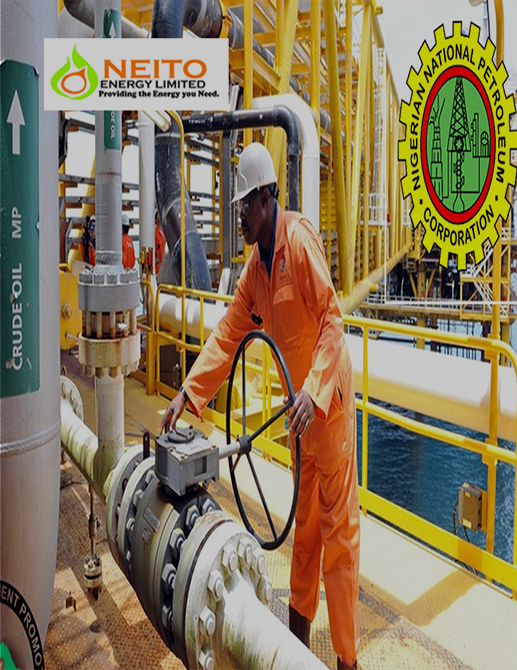 NEITO
ENERGY LIMITED
Providing the Energy you Need.
NIGERIAN NATIONAL PETROLEUM
· CORPORATION ·
CRUDE OIL MP